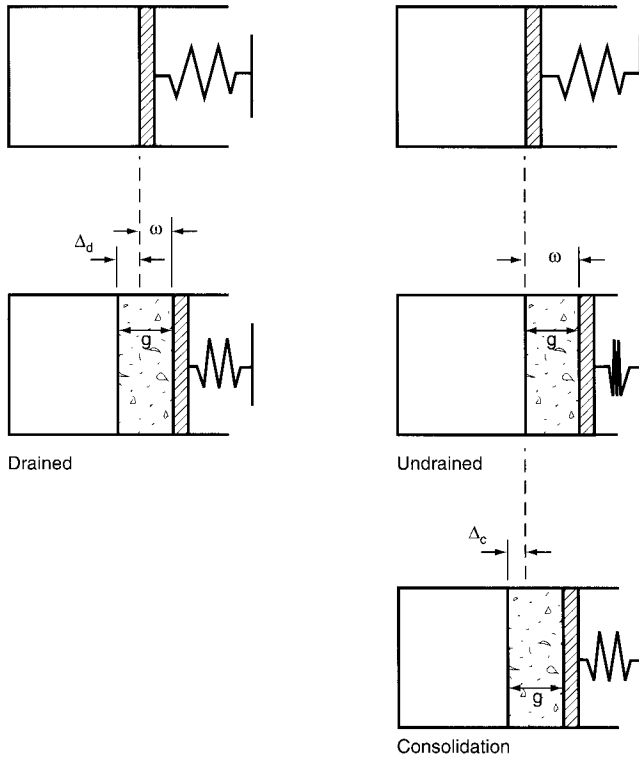 ω
Δd
g
Drained
ω
g
Undrained
Δc
g
Consolidation